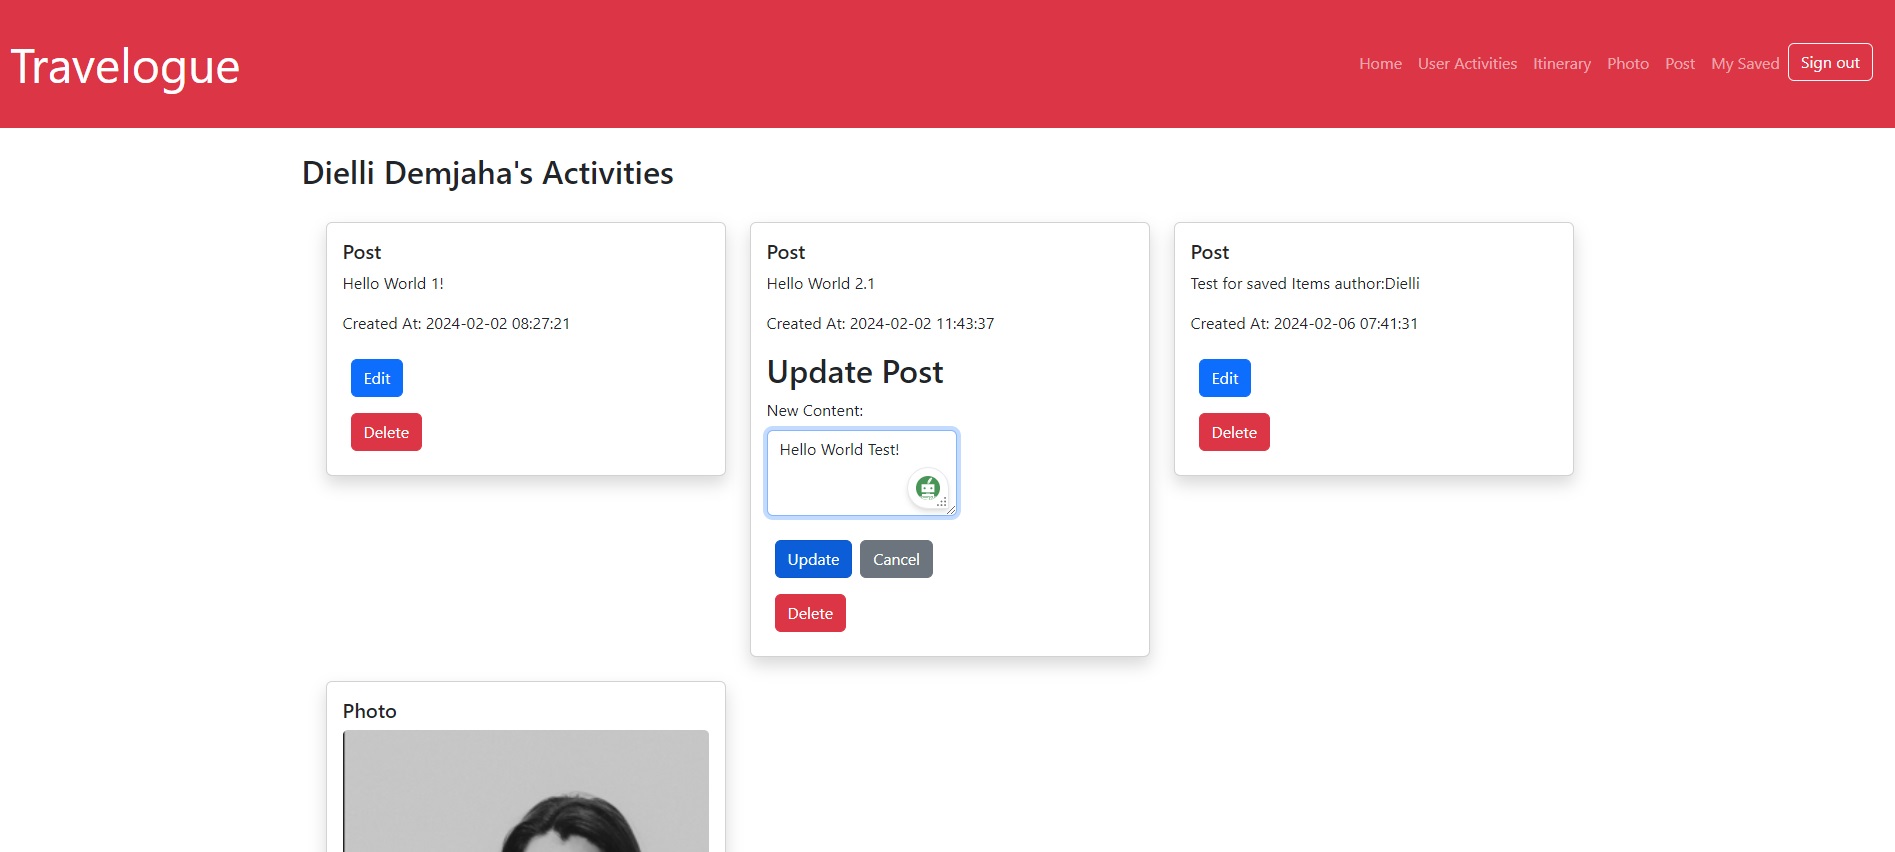 Travelogue
Home User Activities Itinerary Photo Post My Saved Sign out
Dielli Demjaha's Activities
Post
Hello World 1!
Created At: 2024-02-02 08:27:21
Edit
Delete
Post
Hello World 2.1
Created At: 2024-02-02 11:43:37
Update Post
New Content:
Hello World Test!
Update Cancel
Delete
Post
Test for saved Items author:Dielli
Created At: 2024-02-06 07:41:31
Edit
Delete
Photo